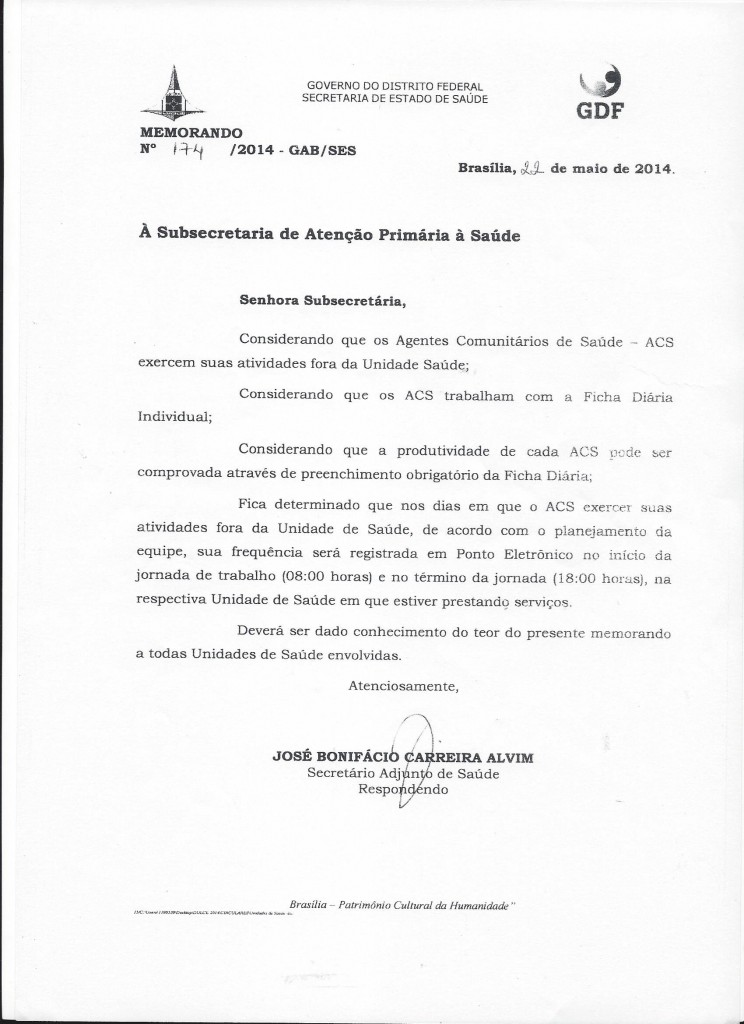 GOVERNO DO DISTRITO FEDERAL
SECRETARIA DE ESTADO DE SAÚDE
GDF
MEMORANDO
Nº 174 /2014 - GAB/SES
Brasília, 22 de maio de 2014.
À Subsecretaria de Atenção Primária à Saúde
Senhora Subsecretária,
Considerando que os Agentes Comunitários de Saúde – ACS
exercem suas atividades fora da Unidade Saúde;
Considerando que os ACS trabalham com a Ficha Diária
Individual;
Considerando que a produtividade de cada ACS pode ser
comprovada através de preenchimento obrigatório da Ficha Diária;
Fica determinado que nos dias em que o ACS exercer suas
atividades fora da Unidade de Saúde, de acordo com o planejamento da
equipe, sua frequência será registrada em Ponto Eletrônico no início da
jornada de trabalho (08:00 horas) e no término da jornada (18:00 horas), na
respectiva Unidade de Saúde em que estiver prestando serviços.
Deverá ser dado conhecimento do teor do presente memorando
a todas Unidades de Saúde envolvidas.
Atenciosamente,
JOSÉ BONIFÁCIO CARREIRA ALVIM
Secretário Adjunto de Saúde
Respondendo
Brasília – Patrimônio Cultural da Humanidade"